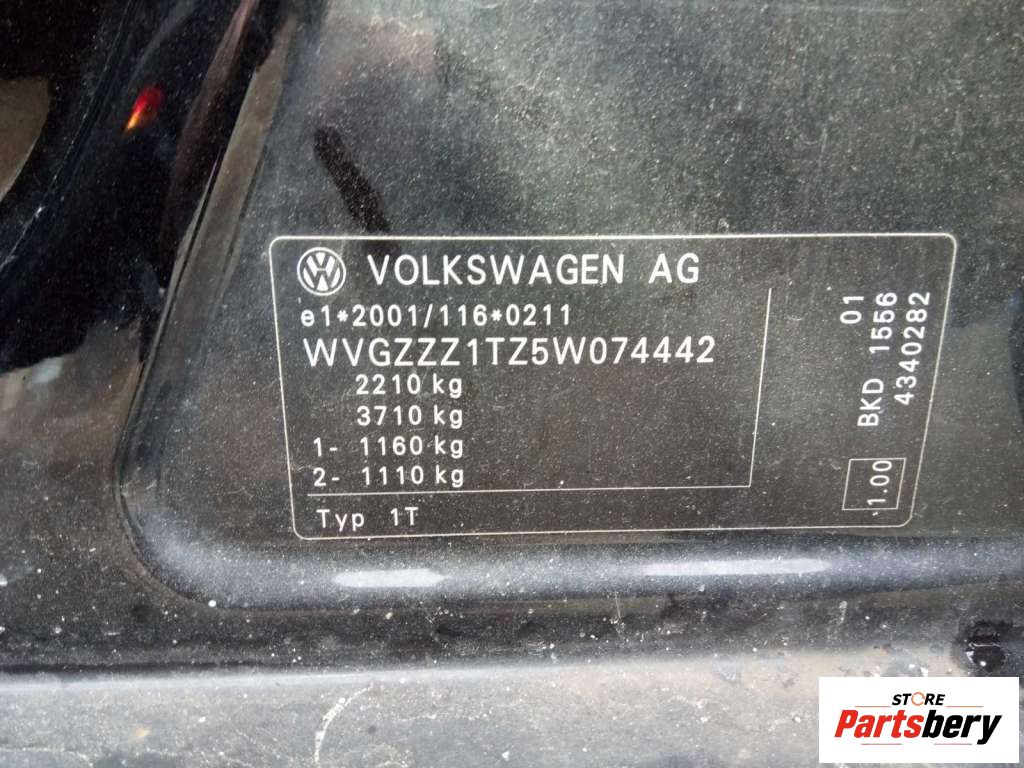 VOLKSWAGEN AG
e1*2001/116*0211
WVGZZZ1TZ5W074442
2210 kg
3710 kg
1- 1160 kg
2- 1110 kg
Typ 1T
01
BKD 1556
4340282
1.00
STORE
Partsbery